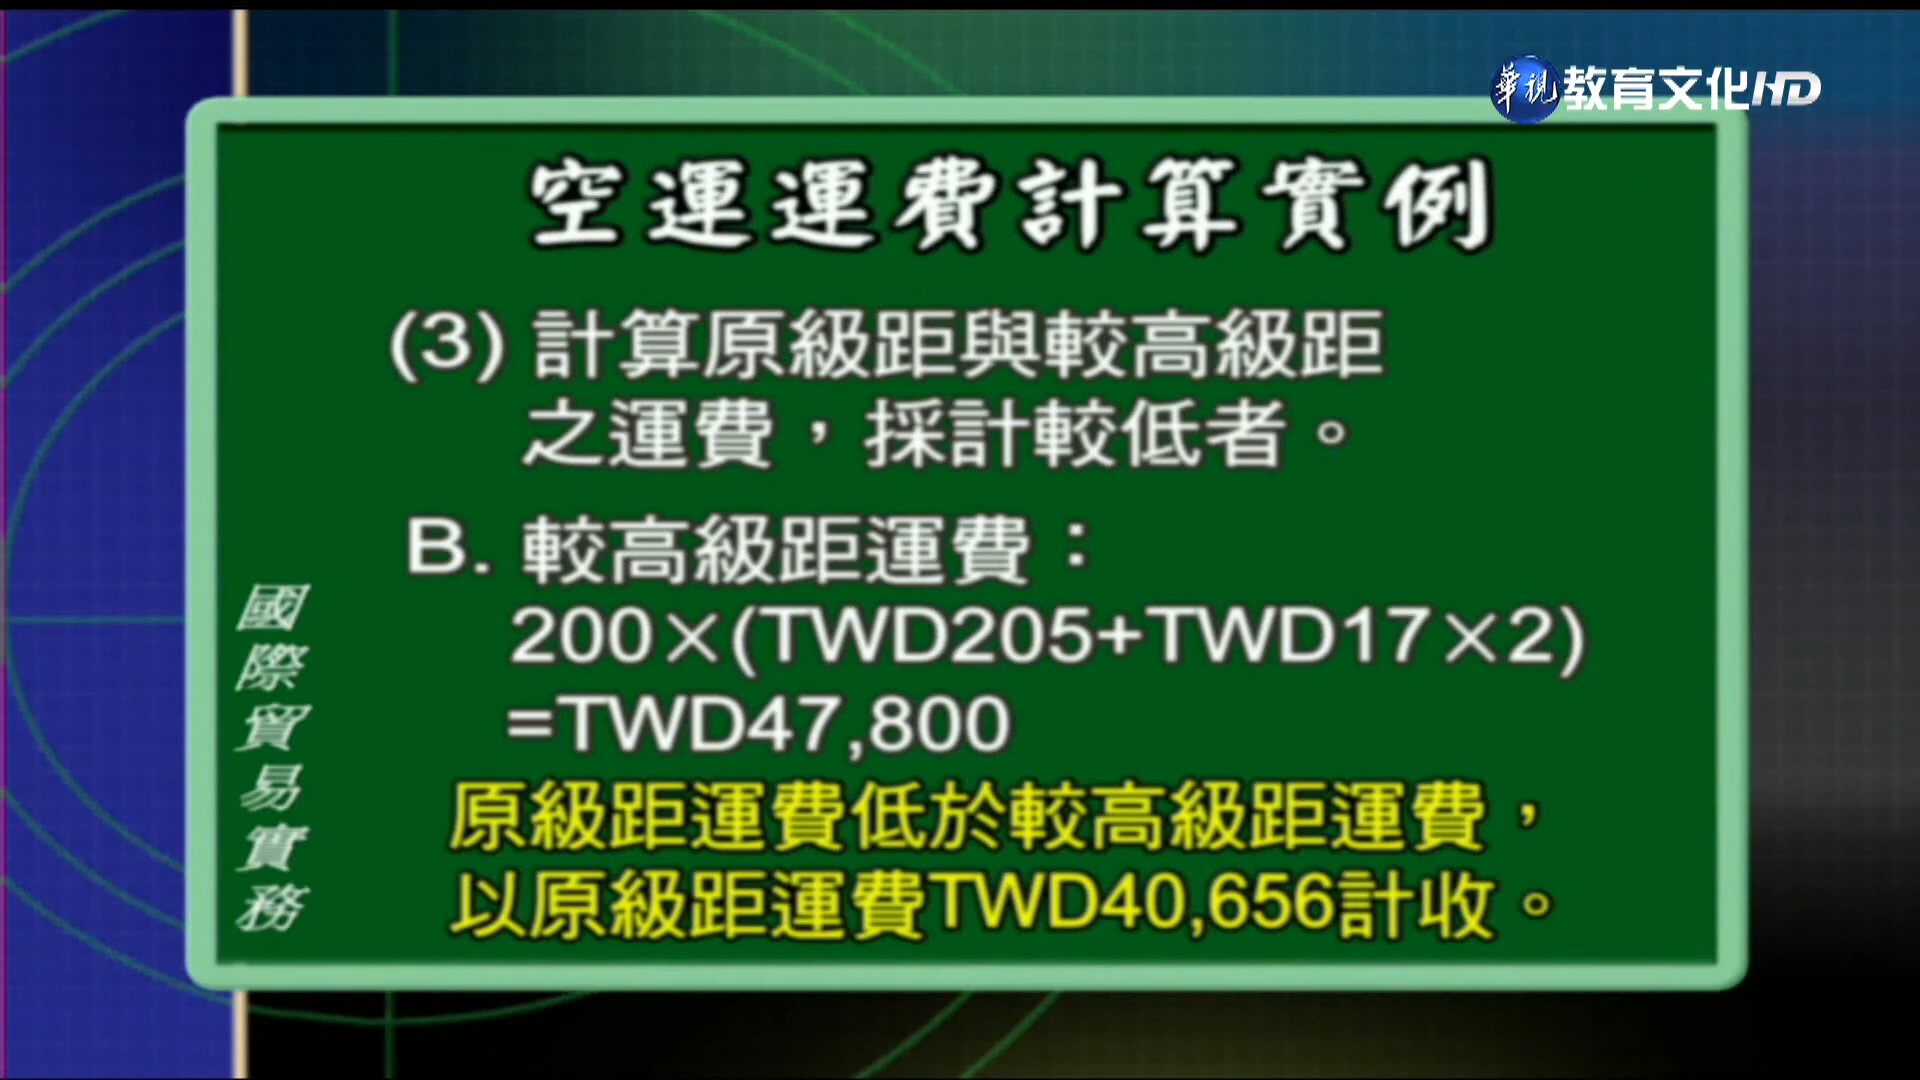 華視 教育文化HD
空運運費計算實例
(3) 計算原級距與較高級距
之運費，採計較低者。
B. 較高級距運費：
200×(TWD205+TWD17×2)
=TWD47,800
原級距運費低於較高級距運費，
以原級距運費TWD40,656計收。
國際貿易實務